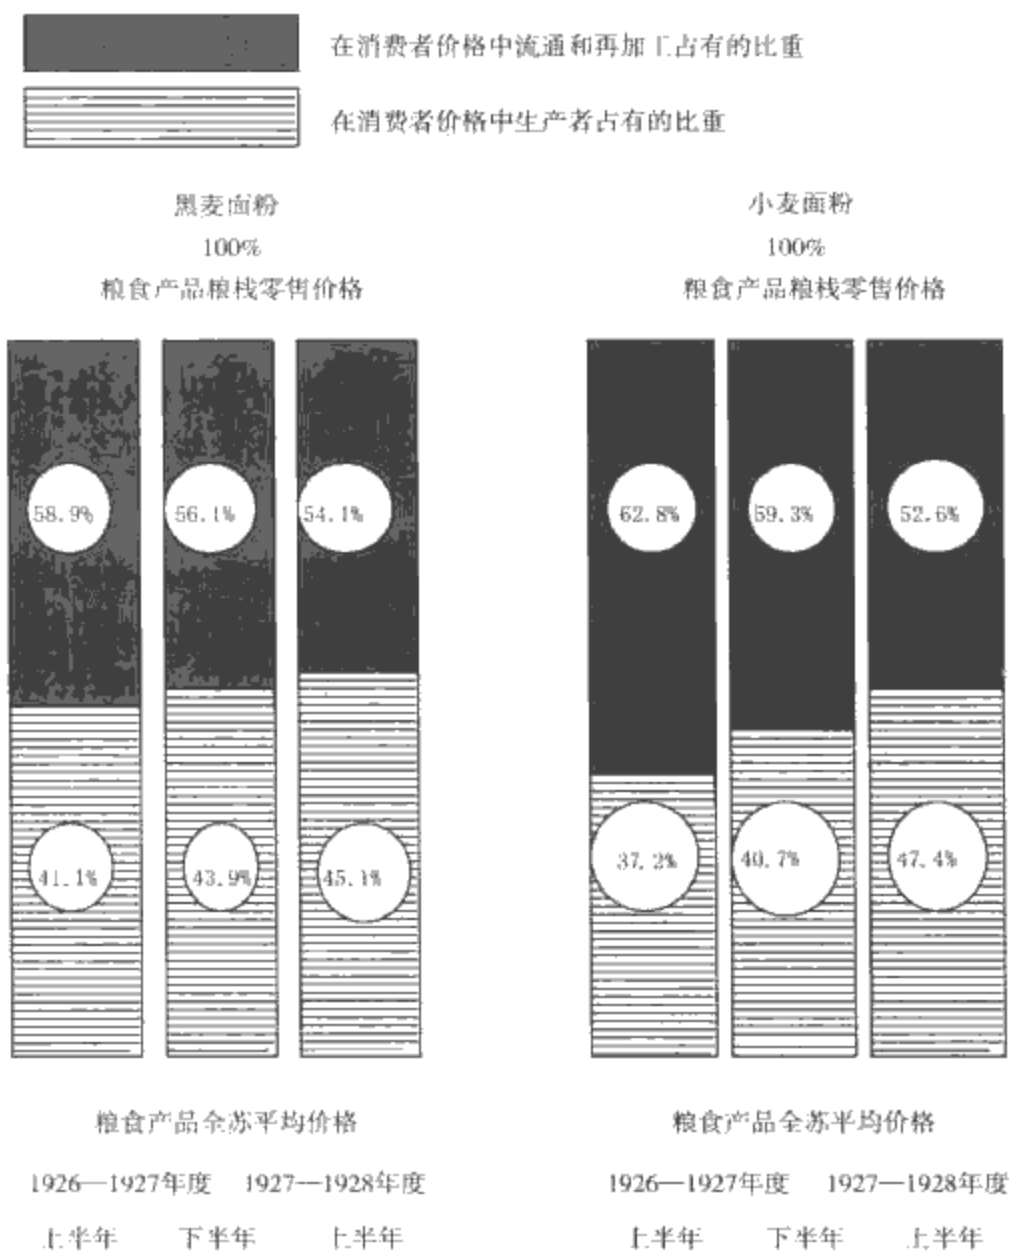 在消费者价格中流通和再加工占有的比重
在消费者价格中生产者占有的比重
黑麦面粉 小麦面粉
100% 100%
粮食产品粮栈零售价格 粮食产品粮栈零售价格
58.9% 56.1% 54.1% 62.8% 59.3% 52.6%
41.1% 43.9% 45.1% 37.2% 40.7% 47.4%
粮食产品全苏平均价格 粮食产品全苏平均价格
1926—1927年度 1927—1928年度 1926—1927年度 1927—1928年度
上半年 下半年 上半年 上半年 下半年 上半年